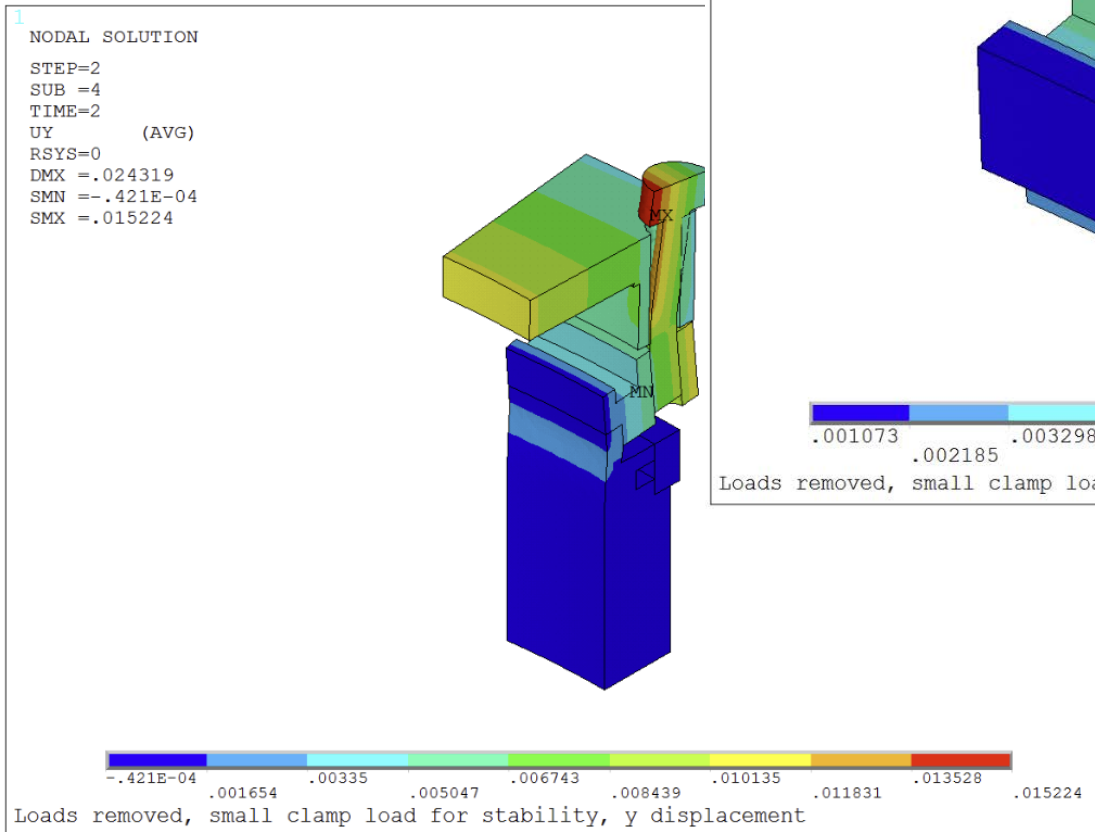 1
NODAL SOLUTION
STEP=2
SUB =4
TIME=2
UY (AVG)
RSYS=0
DMX =.024319
SMN =-.421E-04
SMX =.015224
MX
MN
.001073
.002185
.003298
Loads removed, small clamp
-.421E-04
.001654
.00335
.005047
.006743
.008439
.010135
.011831
.013528
.015224
Loads removed, small clamp load for stability, y displacement